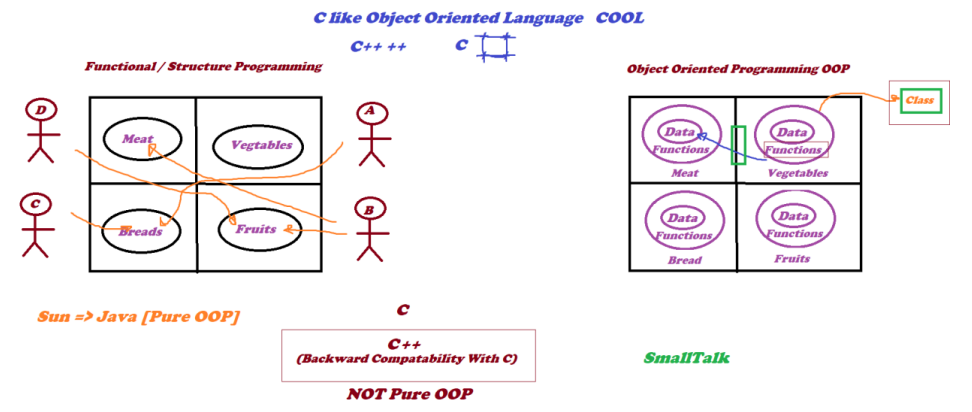 C like Object Oriented Language COOL
C++ ++ C
Functional / Structure Programming
Object Oriented Programming OOP
D
A
Meat
Vegtables
C
B
Breads
Fruits
Class
Data
Functions
Meat
Data
Functions
Vegetables
Data
Functions
Bread
Data
Functions
Fruits
Sun => Java [Pure OOP]
C
C++
(Backward Compatability With C)
NOT Pure OOP
SmallTalk